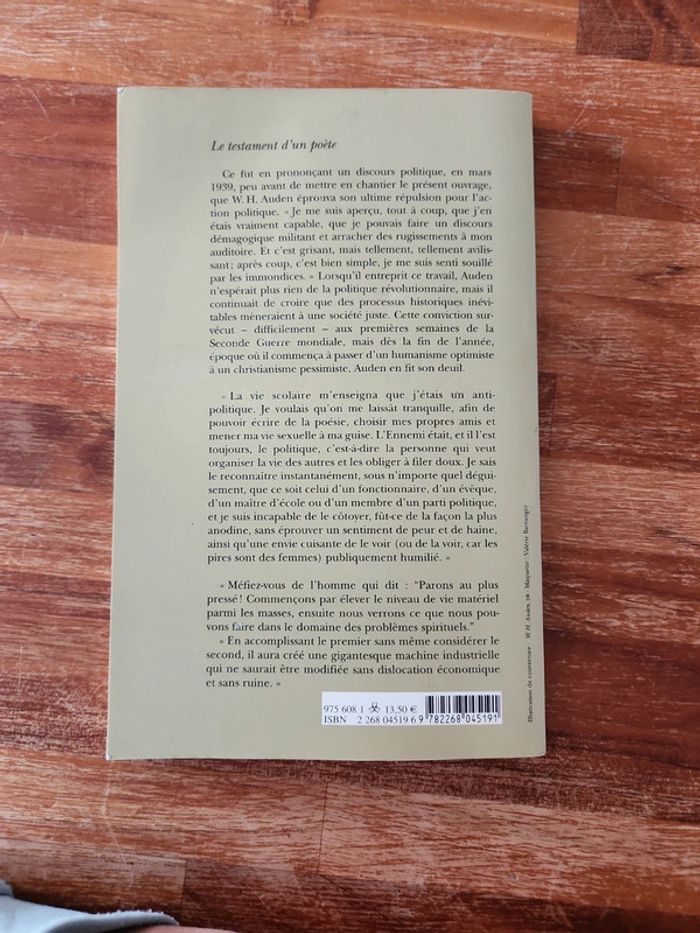 Le testament d'un poète
Ce fut en prononçant un discours politique, en mars
1939, peu avant de mettre en chantier le présent ouvrage,
que W. H. Auden éprouva son ultime répulsion pour l'ac-
tion politique. « Je me suis aperçu, tout à coup, que j'en
étais vraiment capable, que je pouvais faire un discours
démagogique militant et arracher des rugissements à mon
auditoire. Et c'est grisant, mais tellement, tellement avilis-
sant ; après coup, c'est bien simple, je me suis senti souillé
par les immondices. » Lorsqu'il entreprit ce travail, Auden
n'espérait plus rien de la politique révolutionnaire, mais il
continuait de croire que des processus historiques inévi-
tables mèneraient à une société juste. Cette conviction sur-
vécut – difficilement – aux premières semaines de la
Seconde Guerre mondiale, mais dès la fin de l'année,
époque où il commença à passer d'un humanisme optimiste
à un christianisme pessimiste, Auden en fit son deuil.
« La vie scolaire m'enseigna que j'étais un anti-
politique. Je voulais qu'on me laissât tranquille, afin de
pouvoir écrire de la poésie, choisir mes propres amis et
mener ma vie sexuelle à ma guise. L'Ennemi était, et il l'est
toujours, le politique, c'est-à-dire la personne qui veut
organiser la vie des autres et les obliger à filer doux. Je sais
le reconnaître instantanément, sous n'importe quel dégui-
sement, que ce soit celui d'un fonctionnaire, d'un évêque,
d'un maître d'école ou d'un membre d'un parti politique,
et je suis incapable de le côtoyer, fût-ce de la façon la plus
anodine, sans éprouver un sentiment de peur et de haine,
ainsi qu'une envie cuisante de le voir (ou de la voir, car les
pires sont des femmes) publiquement humilié. »
« Méfiez-vous de l'homme qui dit : "Parons au plus
pressé ! Commençons par élever le niveau de vie matériel
parmi les masses, ensuite nous verrons ce que nous pou-
vons faire dans le domaine des problèmes spirituels."
« En accomplissant le premier sans même considérer le
second, il aura créé une gigantesque machine industrielle
qui ne saurait être modifiée sans dislocation économique
et sans ruine. »
975 608 1 13,50 €
ISBN 2 268 04519 6
9 782268 045191
Illustration de couverture : W.H. Auden, DR - Maquette : Valérie